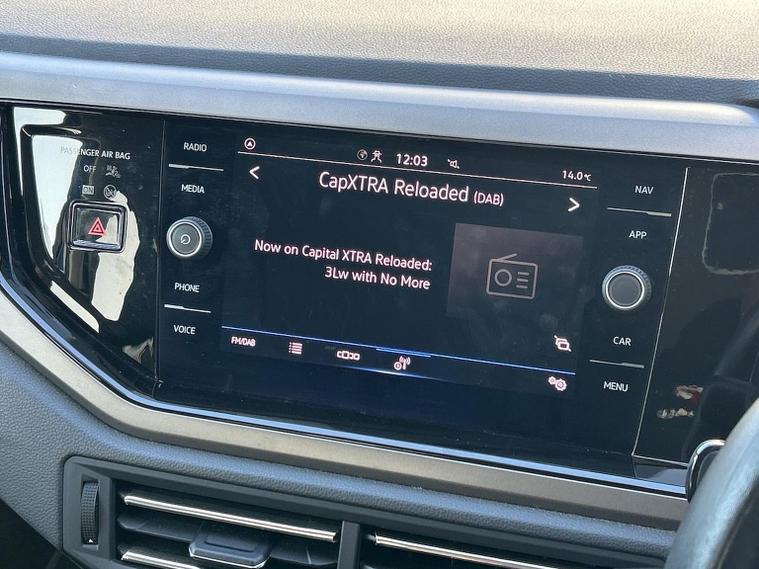 PASSENGER AIR BAG
OFF
ON
RADIO
MEDIA
PHONE
VOICE
12:03
14.0°C
CapXTRA Reloaded (DAB)
Now on Capital XTRA Reloaded:
3Lw with No More
FM/DAB
NAV
APP
CAR
MENU